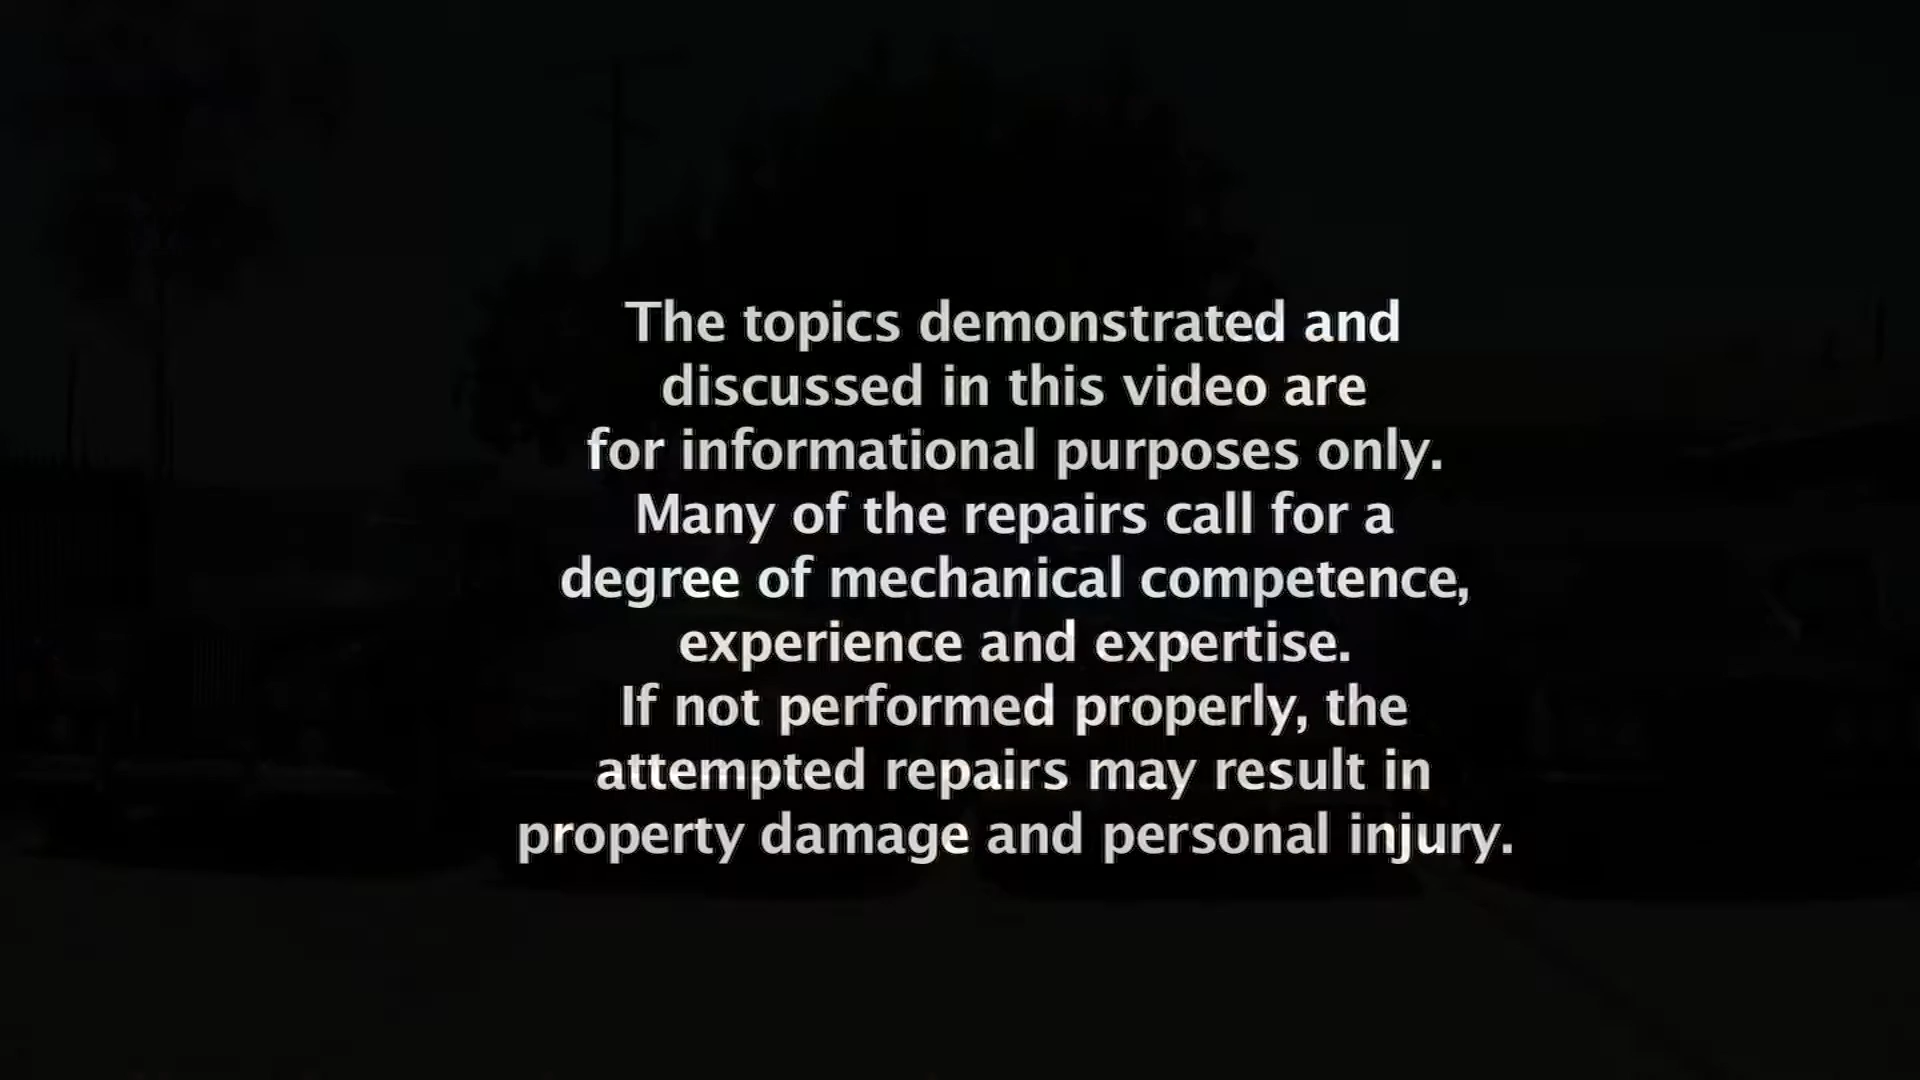 The topics demonstrated and
discussed in this video are
for informational purposes only.
Many of the repairs call for a
degree of mechanical competence,
experience and expertise.
If not performed properly, the
attempted repairs may result in
property damage and personal injury.